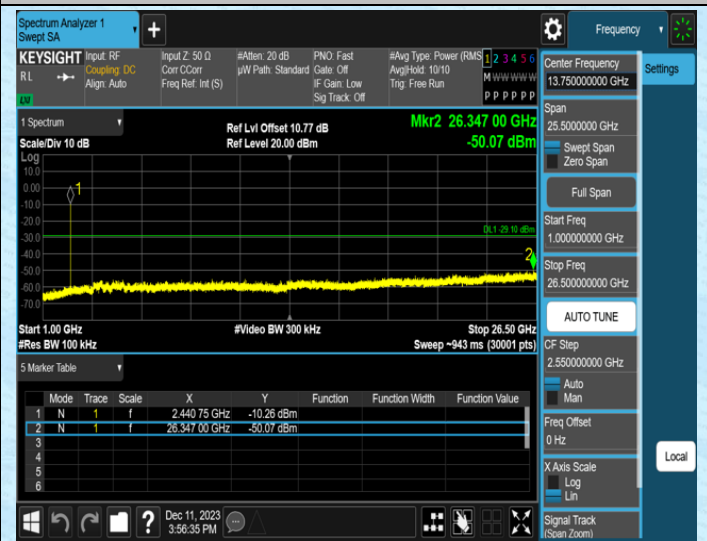 Spectrum Analyzer 1
Swept SA
+
Frequency
KEYSIGHT
RL
LXI
Input: RF
Coupling: DC
Align: Auto
Input Z: 50 Ω
Corr CCorr
Freq Ref: Int (S)
#Atten: 20 dB
µW Path: Standard
PNO: Fast
Gate: Off
IF Gain: Low
Sig Track: Off
#Avg Type: Power (RMS
Avg|Hold: 10/10
Trig: Free Run
1 2 3 4 5 6
M W W W W W
P P P P P P
Center Frequency
13.750000000 GHz
Settings
1 Spectrum
Scale/Div 10 dB
Ref Lvl Offset 10.77 dB
Ref Level 20.00 dBm
Mkr2 26.347 00 GHz
-50.07 dBm
Log
10.0
0.00
-10.0
-20.0
-30.0
-40.0
-50.0
-60.0
-70.0
1
DL1 -29.10 dBm
2
Start 1.00 GHz
#Res BW 100 kHz
#Video BW 300 kHz
Stop 26.50 GHz
Sweep ~943 ms (30001 pts)
Span
25.5000000 GHz
Swept Span
Zero Span
Full Span
Start Freq
1.000000000 GHz
Stop Freq
26.500000000 GHz
AUTO TUNE
CF Step
2.550000000 GHz
Auto
Man
Freq Offset
0 Hz
X Axis Scale
Log
Lin
Signal Track
(Span Zoom)
Local
5 Marker Table
Mode Trace Scale X Y Function Function Width Function Value
1 N 1 f 2.440 75 GHz -10.26 dBm
2 N 1 f 26.347 00 GHz -50.07 dBm
3
4
5
6
?
Dec 11, 2023
3:56:35 PM